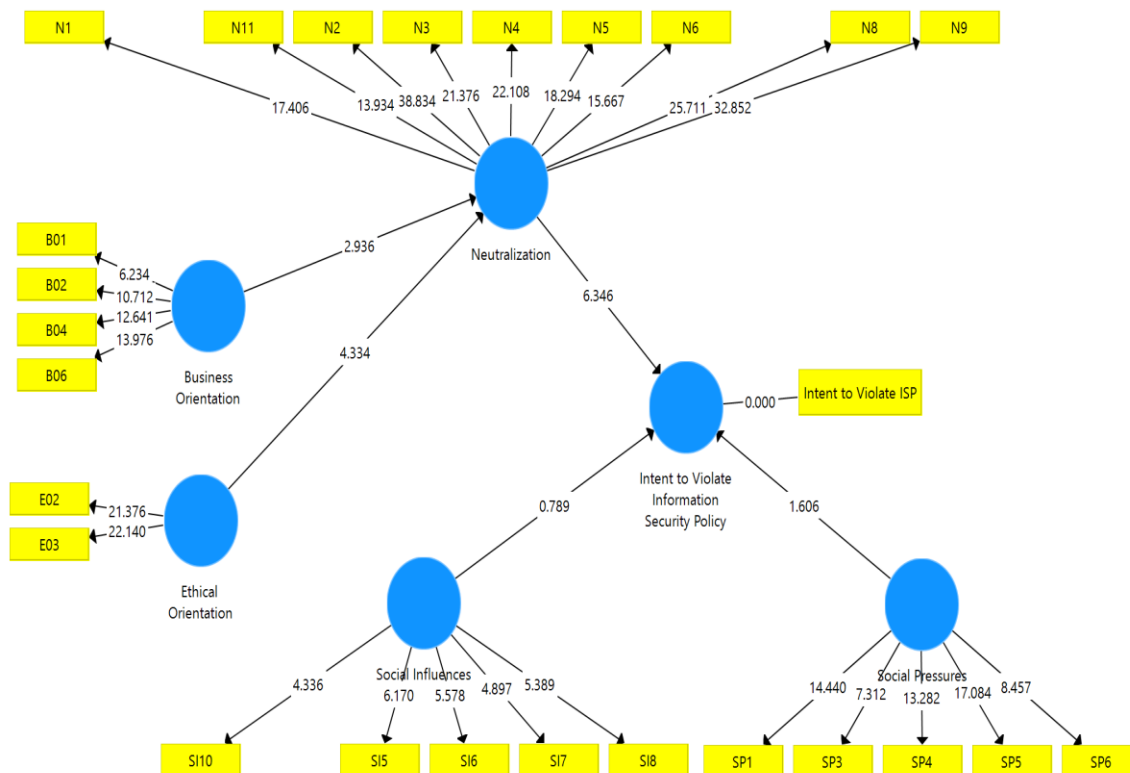 N1 N11 N2 N3 N4 N5 N6 N8 N9
17.406 13.934 38.834 21.376 22.108 18.294 15.667 25.711 32.852
Neutralization
B01
B02
B04
B06
6.234
10.712
12.641
13.976
Business
Orientation
2.936
4.334
6.346
E02
E03
21.376
22.140
Ethical
Orientation
Intent to Violate
Information
Security Policy
0.000
Intent to Violate ISP
0.789
1.606
Social Influences
4.336 6.170 5.578 4.897 5.389
SI10 SI5 SI6 SI7 SI8
Social Pressures
14.440 7.312 13.282 17.084 8.457
SP1 SP3 SP4 SP5 SP6